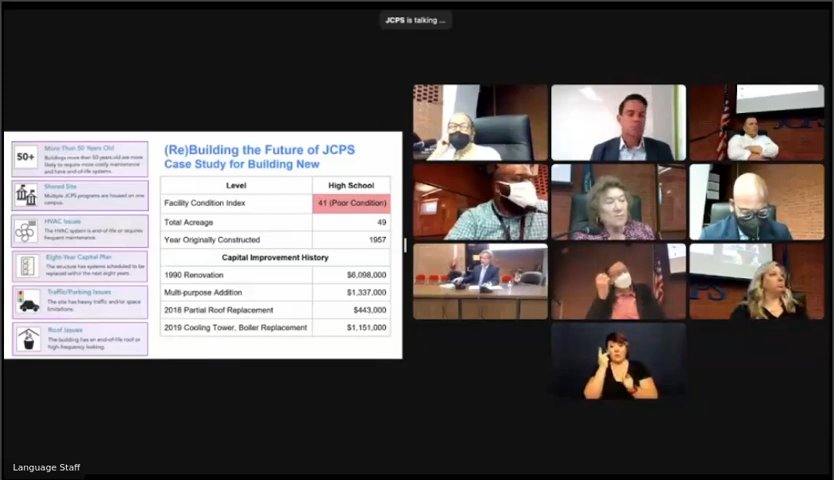 JCPS is talking ...
50+
More Than 50 Years Old
Buildings more than 50 years old are more
likely to require more costly maintenance
and have end-of-life systems.
Shared Site
Multiple JCPS programs are housed on one
campus.
HVAC Issues
The HVAC system is end-of-life or requires
frequent maintenance.
Eight-Year Capital Plan
The structure has systems scheduled to be
replaced within the next eight years.
Traffic/Parking Issues
The site has heavy traffic and/or space
limitations.
Roof Issues
The building has an end-of-life roof or
high-frequency leaking.
(Re)Building the Future of JCPS
Case Study for Building New
Level High School
Facility Condition Index 41 (Poor Condition)
Total Acreage 49
Year Originally Constructed 1957
Capital Improvement History
1990 Renovation $6,098,000
Multi-purpose Addition $1,337,000
2018 Partial Roof Replacement $443,000
2019 Cooling Tower, Boiler Replacement $1,151,000
Language Staff